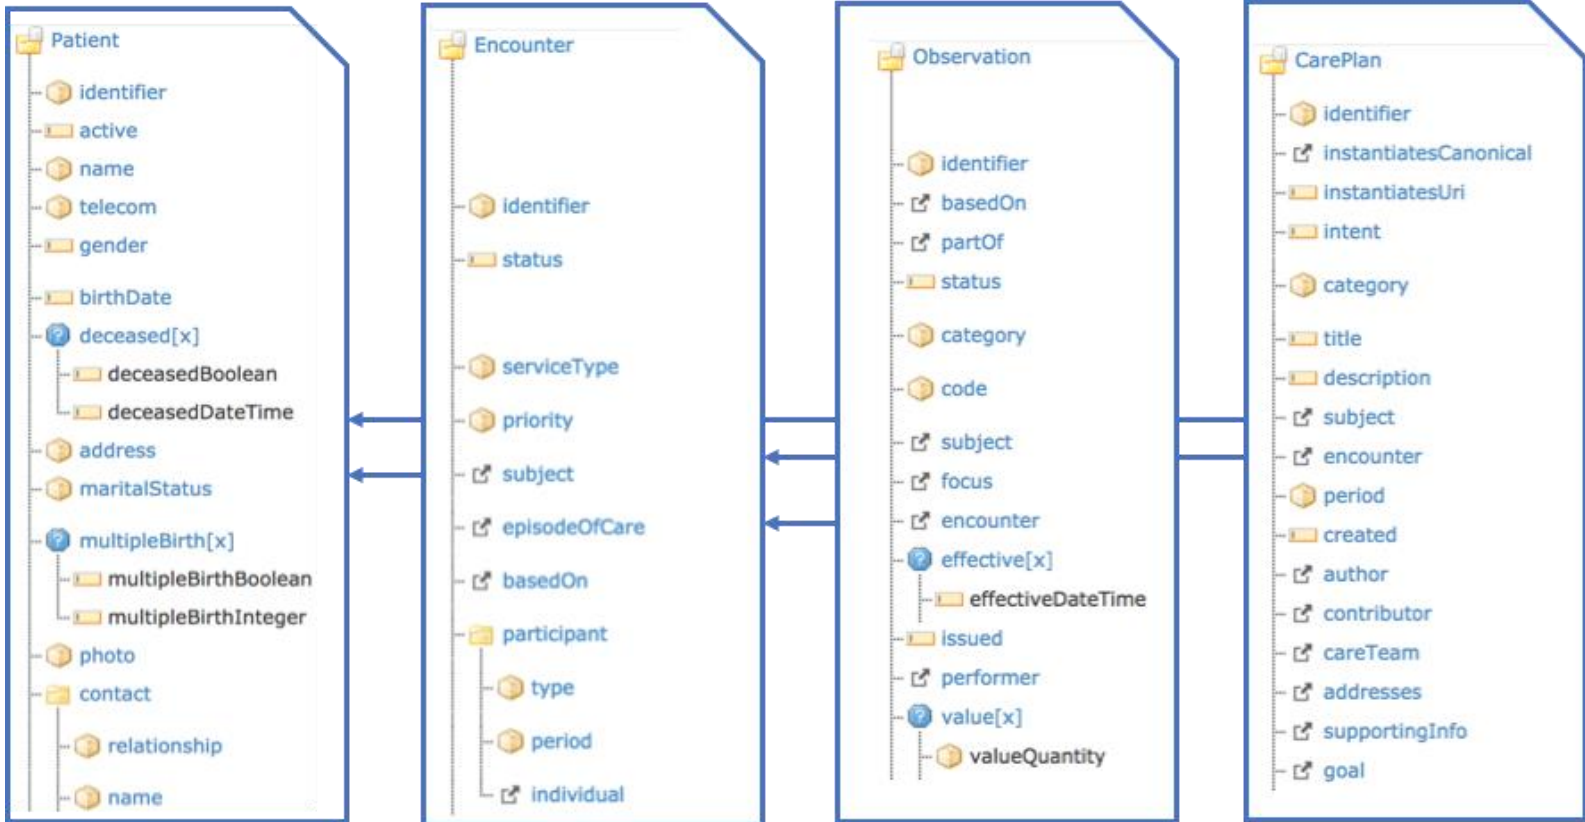 Patient
identifier
active
name
telecom
gender
birthDate
deceased[x]
deceasedBoolean
deceasedDateTime
address
maritalStatus
multipleBirth[x]
multipleBirthBoolean
multipleBirthInteger
photo
contact
relationship
name
Encounter
identifier
status
serviceType
priority
subject
episodeOfCare
basedOn
participant
type
period
individual
Observation
identifier
basedOn
partOf
status
category
code
subject
focus
encounter
effective[x]
effectiveDateTime
issued
performer
value[x]
valueQuantity
CarePlan
identifier
instantiatesCanonical
instantiatesUri
intent
category
title
description
subject
encounter
period
created
author
contributor
careTeam
addresses
supportingInfo
goal